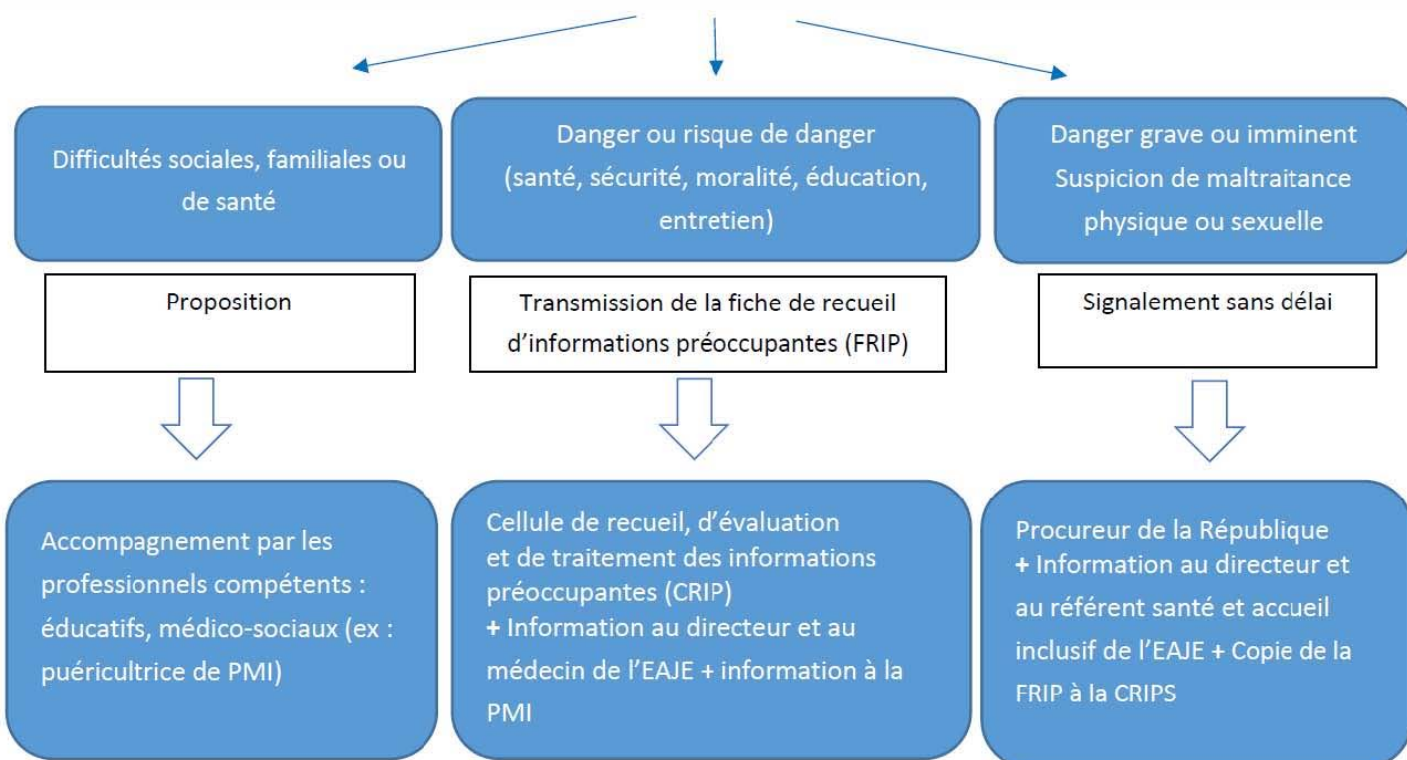 Difficultés sociales, familiales ou
de santé
Danger ou risque de danger
(santé, sécurité, moralité, éducation,
entretien)
Danger grave ou imminent
Suspicion de maltraitance
physique ou sexuelle
Proposition
Transmission de la fiche de recueil
d’informations préoccupantes (FRIP)
Signalement sans délai
Accompagnement par les
professionnels compétents :
éducatifs, médico-sociaux (ex :
puéricultrice de PMI)
Cellule de recueil, d’évaluation
et de traitement des informations
préoccupantes (CRIP)
+ Information au directeur et au
médecin de l’EAJE + information à la
PMI
Procureur de la République
+ Information au directeur et
au référent santé et accueil
inclusif de l’EAJE + Copie de la
FRIP à la CRIPS